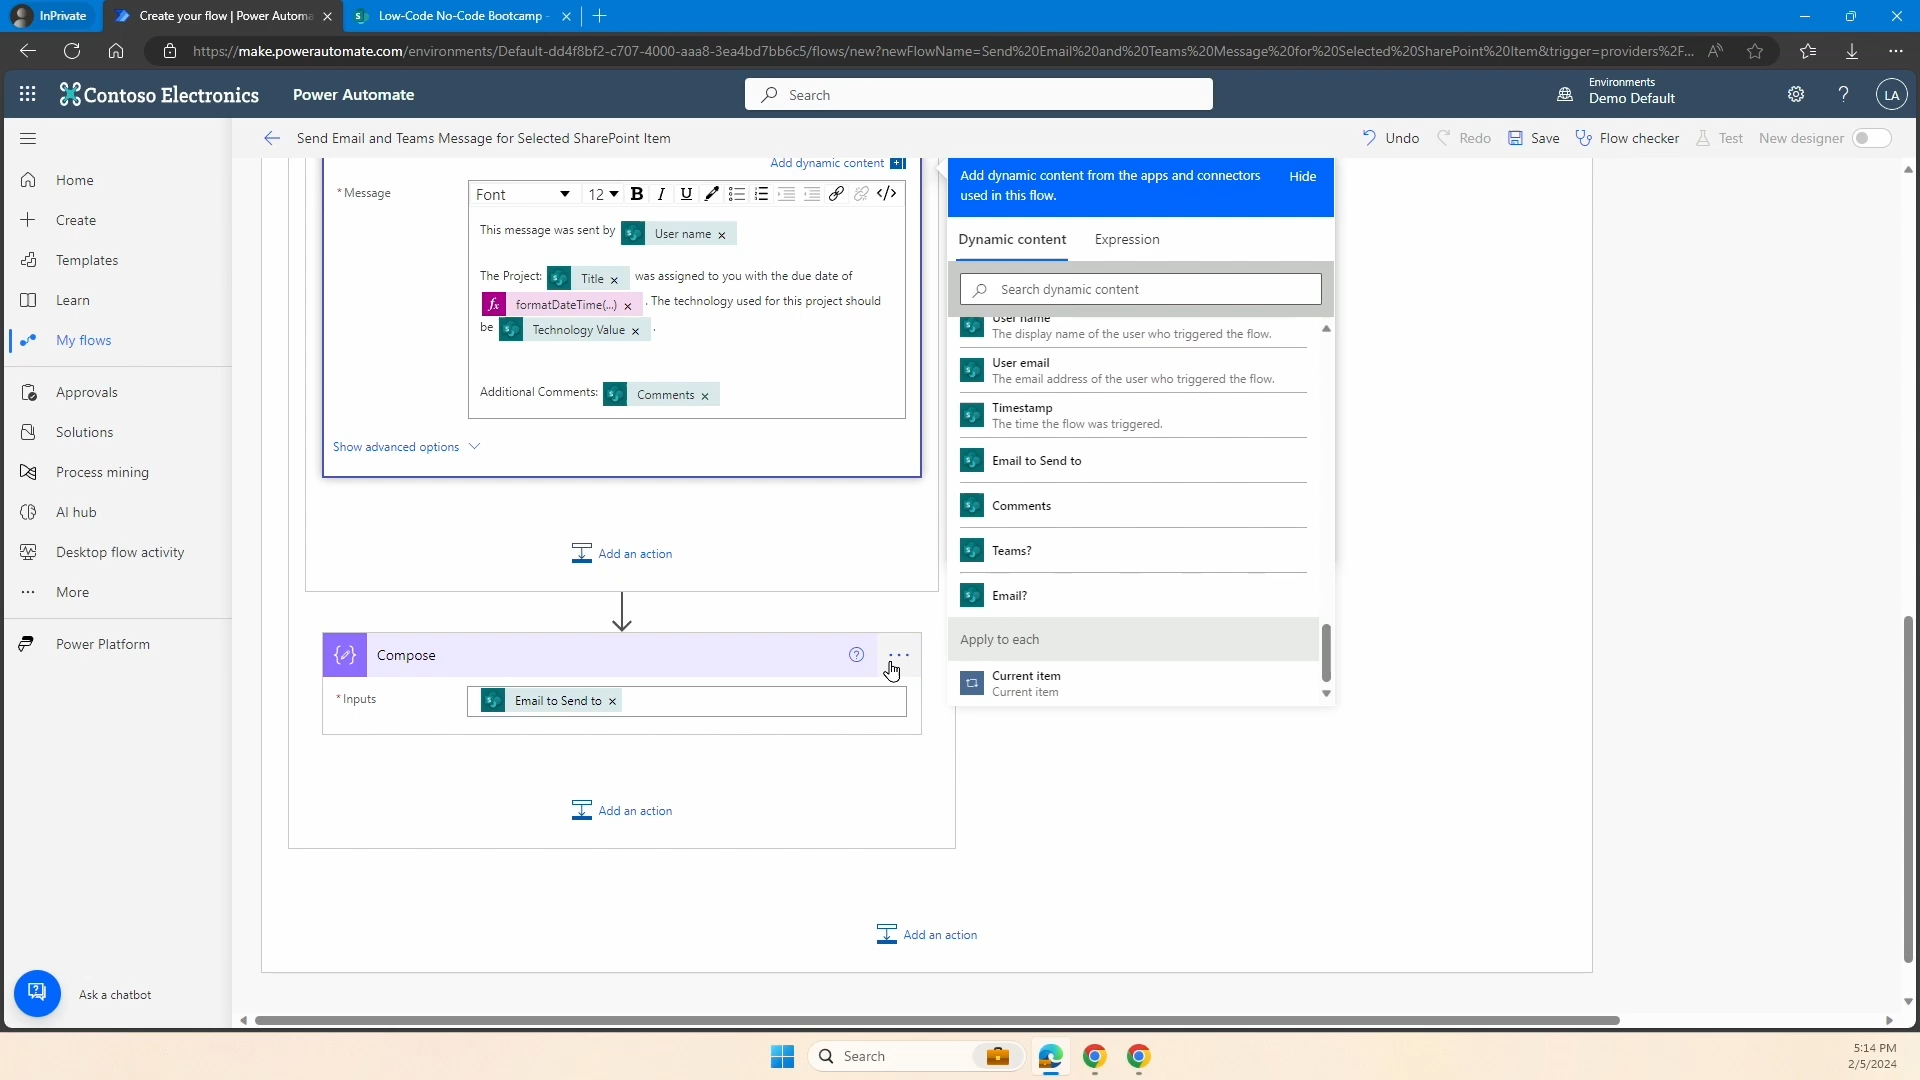 InPrivate
Create your flow | Power Automa
Low-Code No-Code Bootcamp -
https://make.powerautomate.com/environments/Default-dd4f8bf2-c707-4000-aaa8-3ea4bd7bb6c5/flows/new?newFlowName=Send%20Email%20and%20Teams%20Message%20for%20Selected%20SharePoint%20Item&trigger=providers%2F...
Contoso Electronics
Power Automate
Search
Environments
Demo Default
LA
Send Email and Teams Message for Selected SharePoint Item
Undo
Redo
Save
Flow checker
Test
New designer
Home
Create
Templates
Learn
My flows
Approvals
Solutions
Process mining
AI hub
Desktop flow activity
More
Power Platform
Ask a chatbot
Add dynamic content
* Message
Font
12
B I U
</>
This message was sent by User name ×
The Project: Title × was assigned to you with the due date of
fx formatDateTime(...) × . The technology used for this project should
be Technology Value × .
Additional Comments: Comments ×
Show advanced options
Add an action
Compose
...
* Inputs
Email to Send to ×
Add an action
Add an action
Add dynamic content from the apps and connectors
used in this flow.
Hide
Dynamic content
Expression
Search dynamic content
User name
The display name of the user who triggered the flow.
User email
The email address of the user who triggered the flow.
Timestamp
The time the flow was triggered.
Email to Send to
Comments
Teams?
Email?
Apply to each
Current item
Current item
Search
5:14 PM
2/5/2024